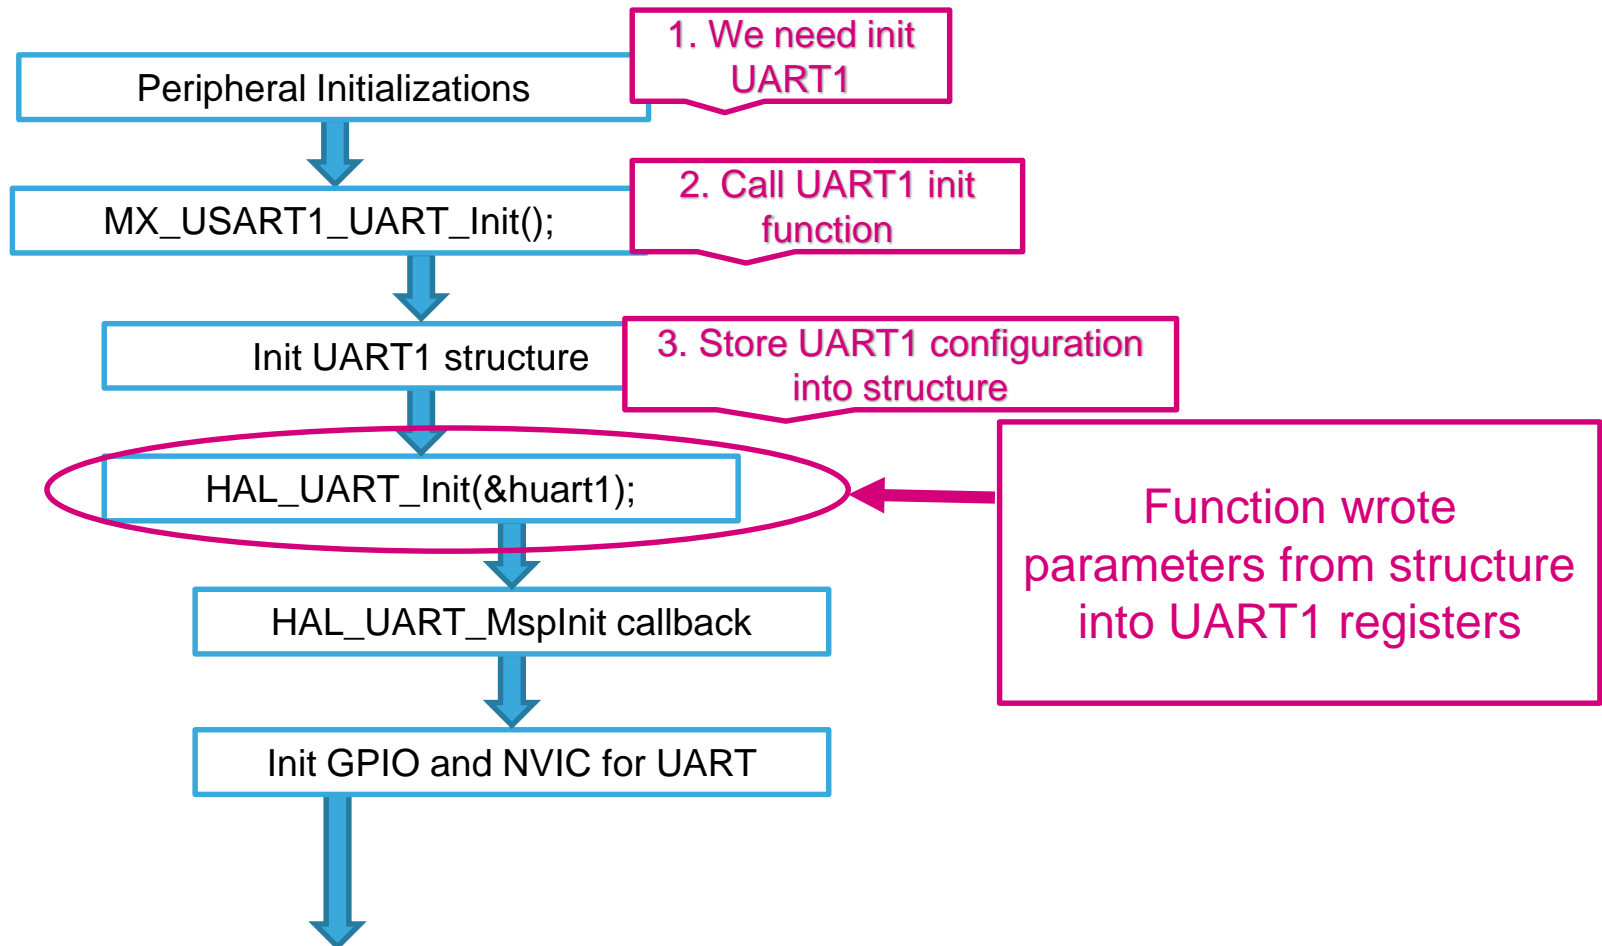 1. We need init
UART1
Peripheral Initializations
2. Call UART1 init
function
MX_USART1_UART_Init();
3. Store UART1 configuration
into structure
Init UART1 structure
HAL_UART_Init(&huart1);
Function wrote
parameters from structure
into UART1 registers
HAL_UART_MspInit callback
Init GPIO and NVIC for UART